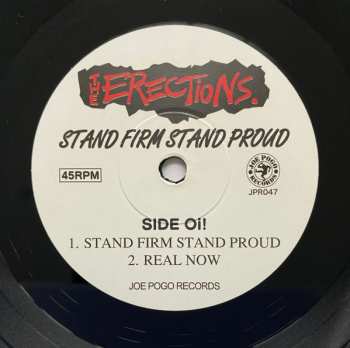 THE ERECTIONS.
STAND FIRM STAND PROUD
45RPM
JOE POGO RECORDS
JPR047
SIDE Oi!
1. STAND FIRM STAND PROUD
2. REAL NOW
JOE POGO RECORDS